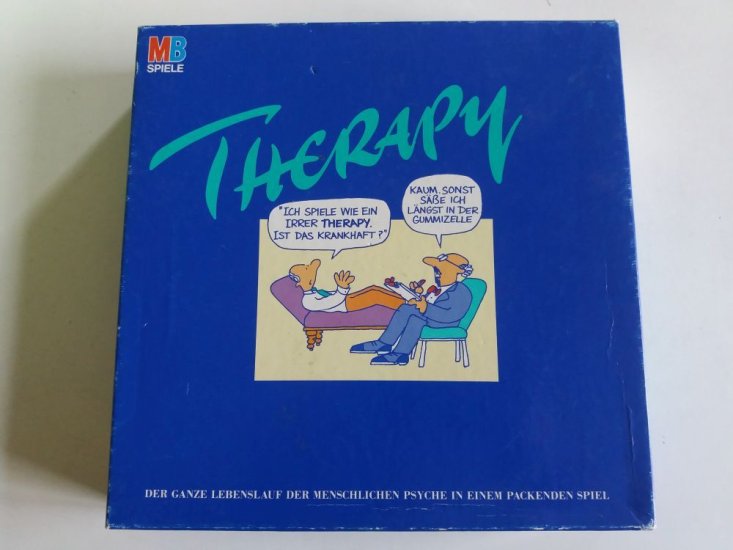 MB
SPIELE
THERAPY
"ICH SPIELE WIE EIN
IRRER THERAPY.
IST DAS KRANKHAFT?"
KAUM. SONST
SÄßE ICH
LÄNGST IN DER
GUMMIZELLE
DER GANZE LEBENSLAUF DER MENSCHLICHEN PSYCHE IN EINEM PACKENDEN SPIEL